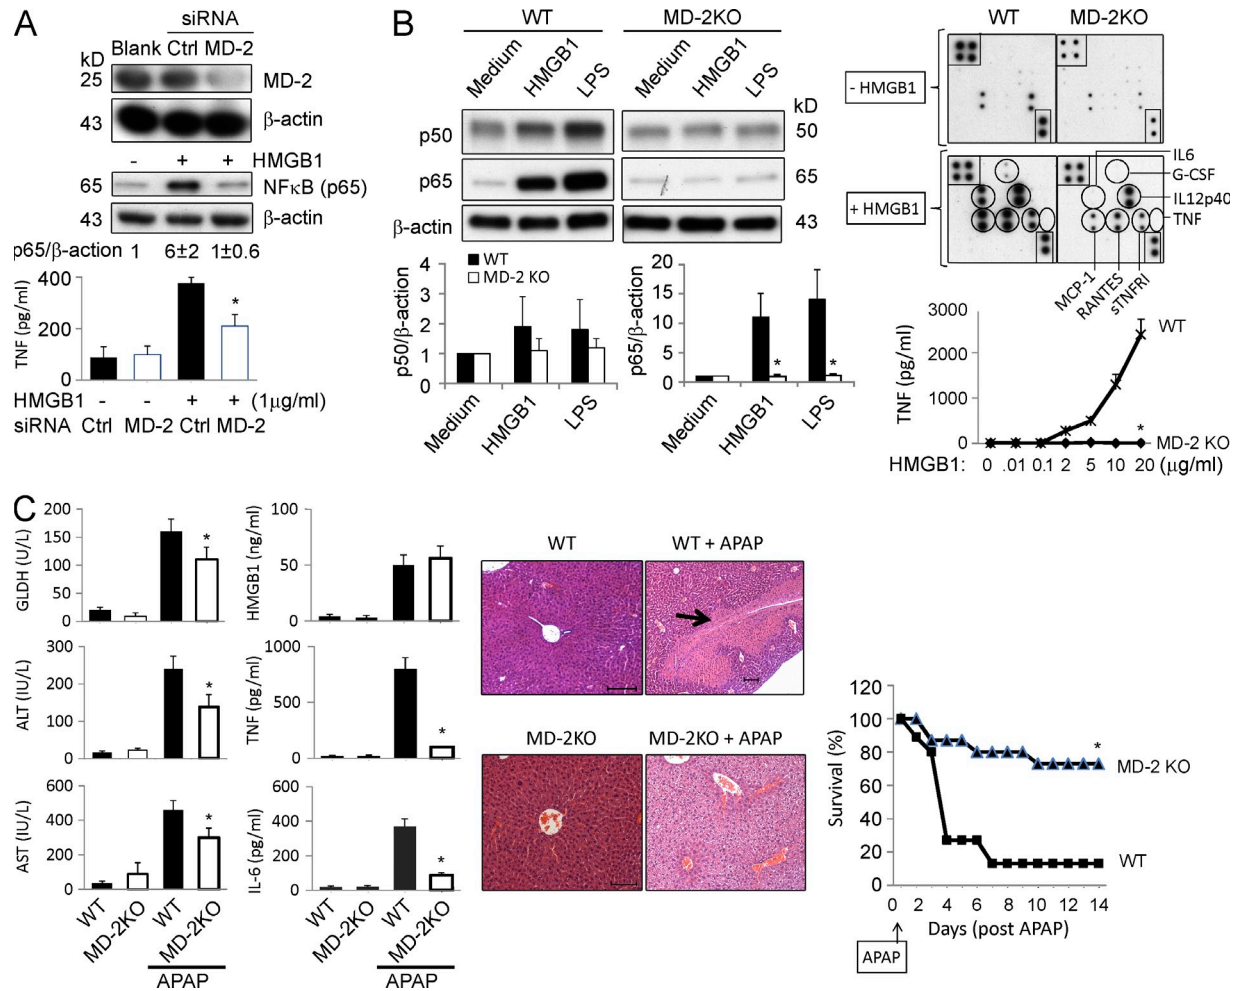 A
siRNA
Blank Ctrl MD-2
kD
25 MD-2
43 β-actin
- + + HMGB1
65 NFκB (p65)
43 β-actin
p65/β-action 1 6±2 1±0.6
TNF (pg/ml)
400
200
0
*
HMGB1 - - + + (1μg/ml)
siRNA Ctrl MD-2 Ctrl MD-2
B
WT MD-2KO
Medium HMGB1 LPS Medium HMGB1 LPS
kD
p50 50
p65 65
β-actin 43
p50/β-action
4
3
2
1
0
WT
MD-2 KO
Medium HMGB1 LPS
p65/β-action
20
15
10
5
0
* *
Medium HMGB1 LPS
WT MD-2KO
- HMGB1
+ HMGB1
IL6
G-CSF
IL12p40
TNF
MCP-1 RANTES sTNFRI
TNF (pg/ml)
3000
2000
1000
0
WT
*
MD-2 KO
HMGB1: 0 .01 0.1 2 5 10 20 (μg/ml)
C
GLDH (U/L)
200
150
100
50
0
*
HMGB1 (ng/ml)
100
50
0
ALT (IU/L)
300
200
100
0
*
TNF (pg/ml)
1000
500
0
*
AST (IU/L)
600
400
200
0
*
WT MD-2KO WT MD-2KO
APAP
IL-6 (pg/ml)
600
400
200
0
*
WT MD-2KO WT MD-2KO
APAP
WT WT + APAP
MD-2KO MD-2KO + APAP
Survival (%)
120
100
80
60
40
20
0
*
MD-2 KO
WT
0 2 4 6 8 10 12 14
Days (post APAP)
APAP